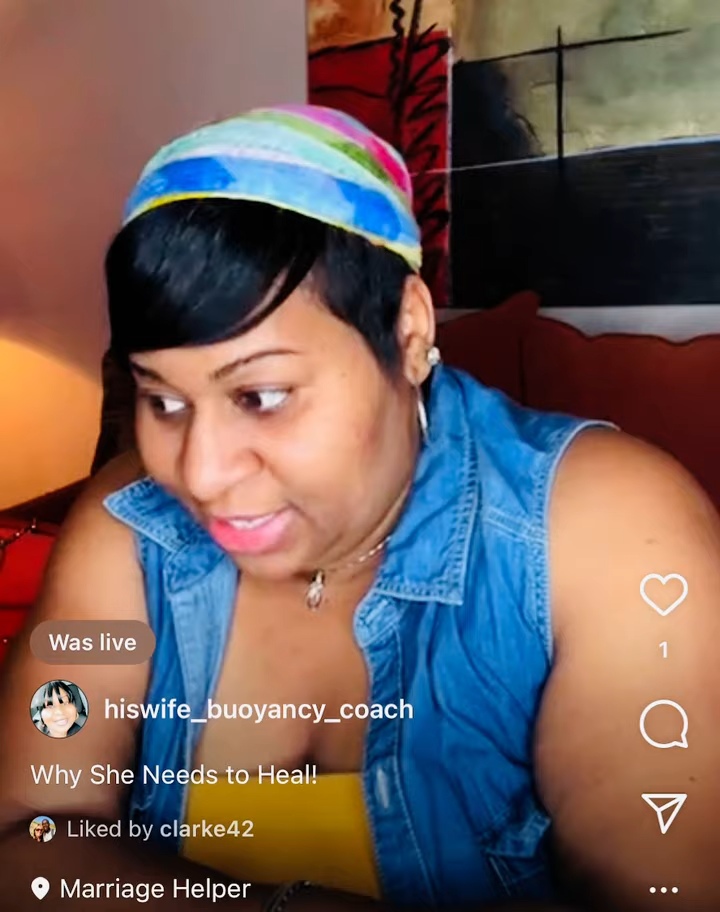 Was live
hiswife_buoyancy_coach
1
Why She Needs to Heal!
Liked by clarke42
Marriage Helper